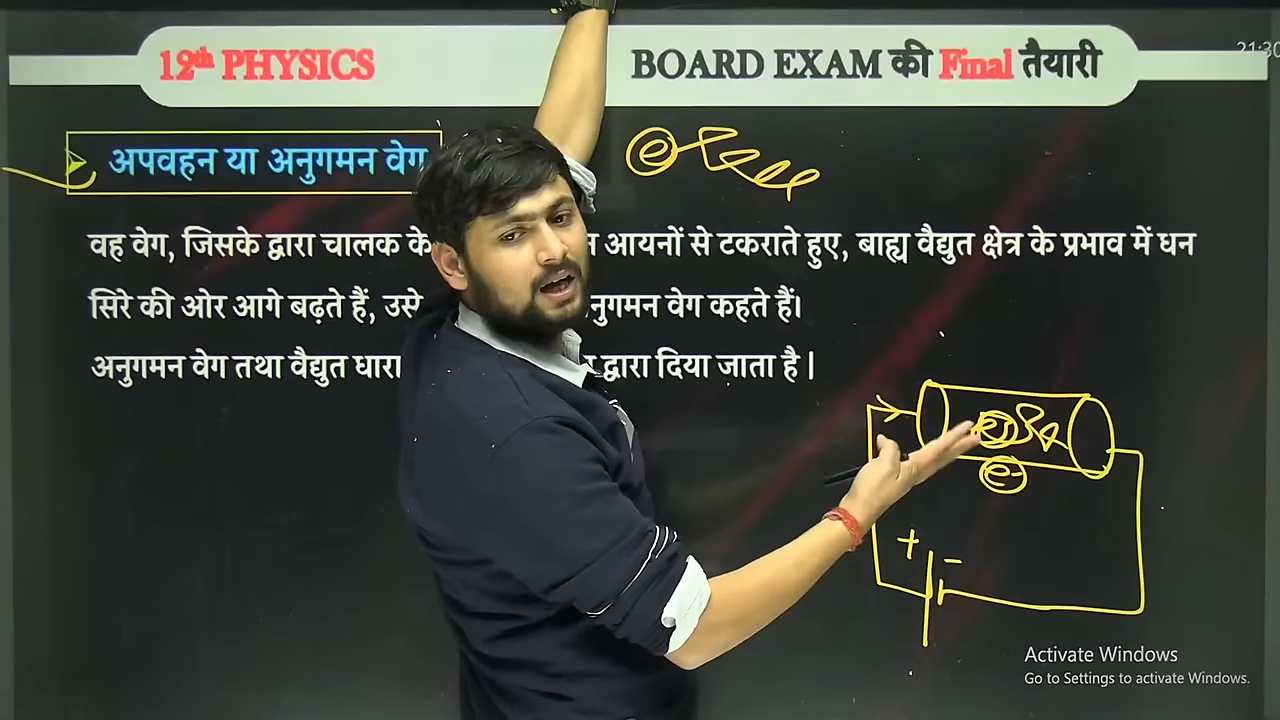 12th PHYSICS BOARD EXAM की Final तैयारी
21:30
अपवहन या अनुगमन वेग
e
वह वेग, जिसके द्वारा चालक के आयनों से टकराते हुए, बाह्य वैद्युत क्षेत्र के प्रभाव में धन
सिरे की ओर आगे बढ़ते हैं, उसे नुगमन वेग कहते हैं।
अनुगमन वेग तथा वैद्युत धारा द्वारा दिया जाता है |
e
e-
+ -
Activate Windows
Go to Settings to activate Windows.